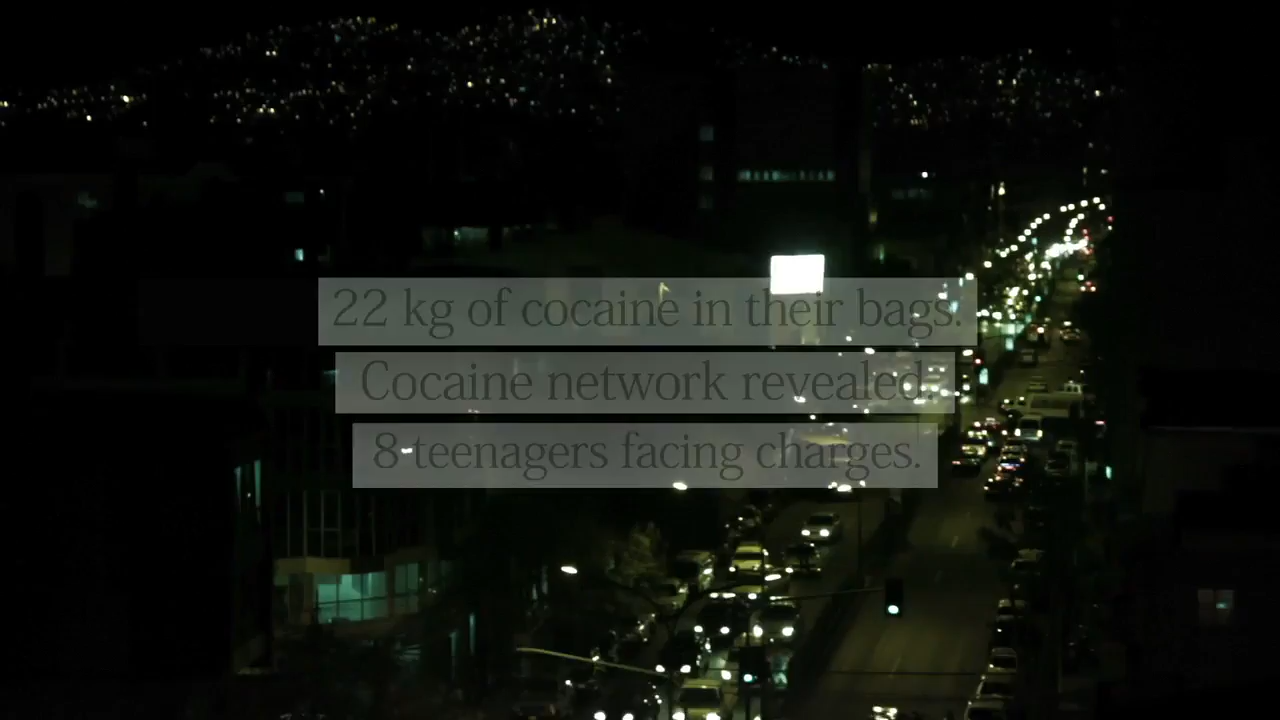 22 kg of cocaine in their bags.
Cocaine network revealed.
8 teenagers facing charges.